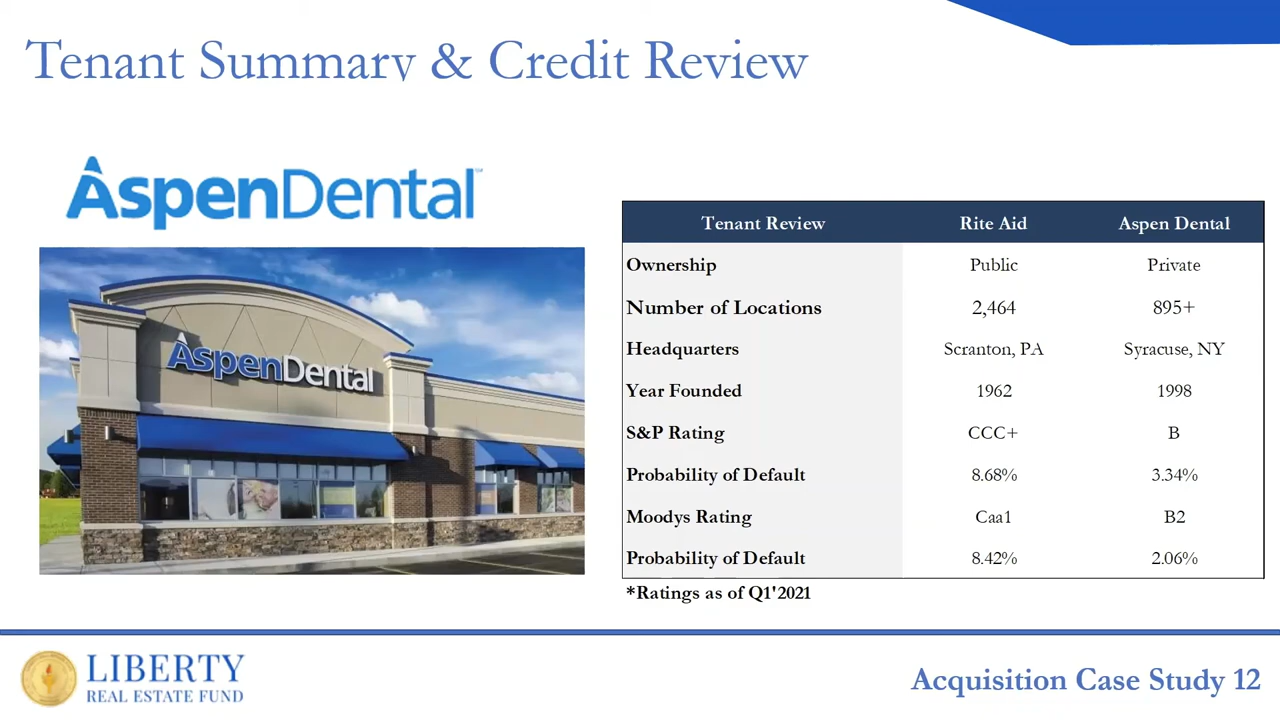 Tenant Summary & Credit Review
AspenDental
AspenDental
Tenant Review Rite Aid Aspen Dental
Ownership Public Private
Number of Locations 2,464 895+
Headquarters Scranton, PA Syracuse, NY
Year Founded 1962 1998
S&P Rating CCC+ B
Probability of Default 8.68% 3.34%
Moodys Rating Caa1 B2
Probability of Default 8.42% 2.06%
*Ratings as of Q1'2021
LIBERTY
REAL ESTATE FUND
Acquisition Case Study 12